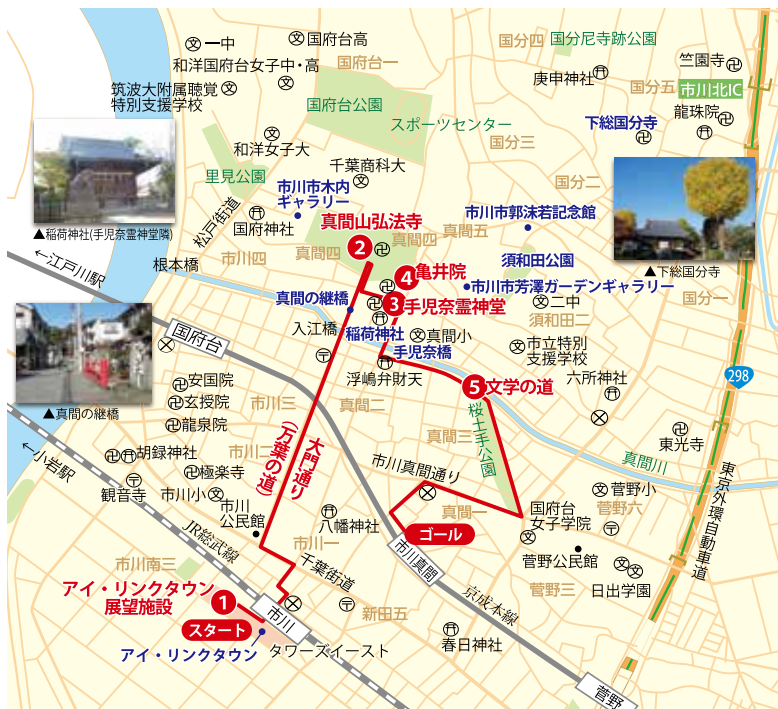 一中
国府台高
国分四
国分尼寺跡公園
和洋国府台女子中・高
国府台一
庚申神社
竺園寺
筑波大附属聴覚
特別支援学校
国分五
市川北IC
国府台公園
龍珠院
スポーツセンター
下総国分寺
国分三
和洋女子大
千葉商科大
里見公園
国分二
市川市木内
ギャラリー
▲稲荷神社(手児奈霊神堂隣)
松戸街道
国府神社
真間山弘法寺
市川市郭沫若記念館
2
真間四
真間四
真間五
←江戸川駅
市川四
根本橋
4
亀井院
須和田公園
▲下総国分寺
市川市芳澤ガーデンギャラリー
真間の継橋
3
手児奈霊神堂
二中
国分一
入江橋
稲荷神社
真間小
須和田二
国府台
手児奈橋
市立特別
支援学校
浮嶋弁財天
六所神社
298
▲真間の継橋
安国院
5
文学の道
玄授院
市川三
真間二
龍泉院
桜土手公園
東光寺
←小岩駅
大門通り
(万葉の道)
真間三
真間川
胡録神社
市川二
極楽寺
市川真間通り
観音寺
市川小
菅野小
東京外環自動車道
市川
公民館
真間一
菅野六
八幡神社
国府台
女子学院
JR総武線
市川一
ゴール
菅野公民館
市川真間
市川南三
千葉街道
京成本線
日出学園
アイ・リンクタウン
展望施設
1
菅野三
新田五
市川
スタート
春日神社
アイ・リンクタウン
タワーズイースト
菅野